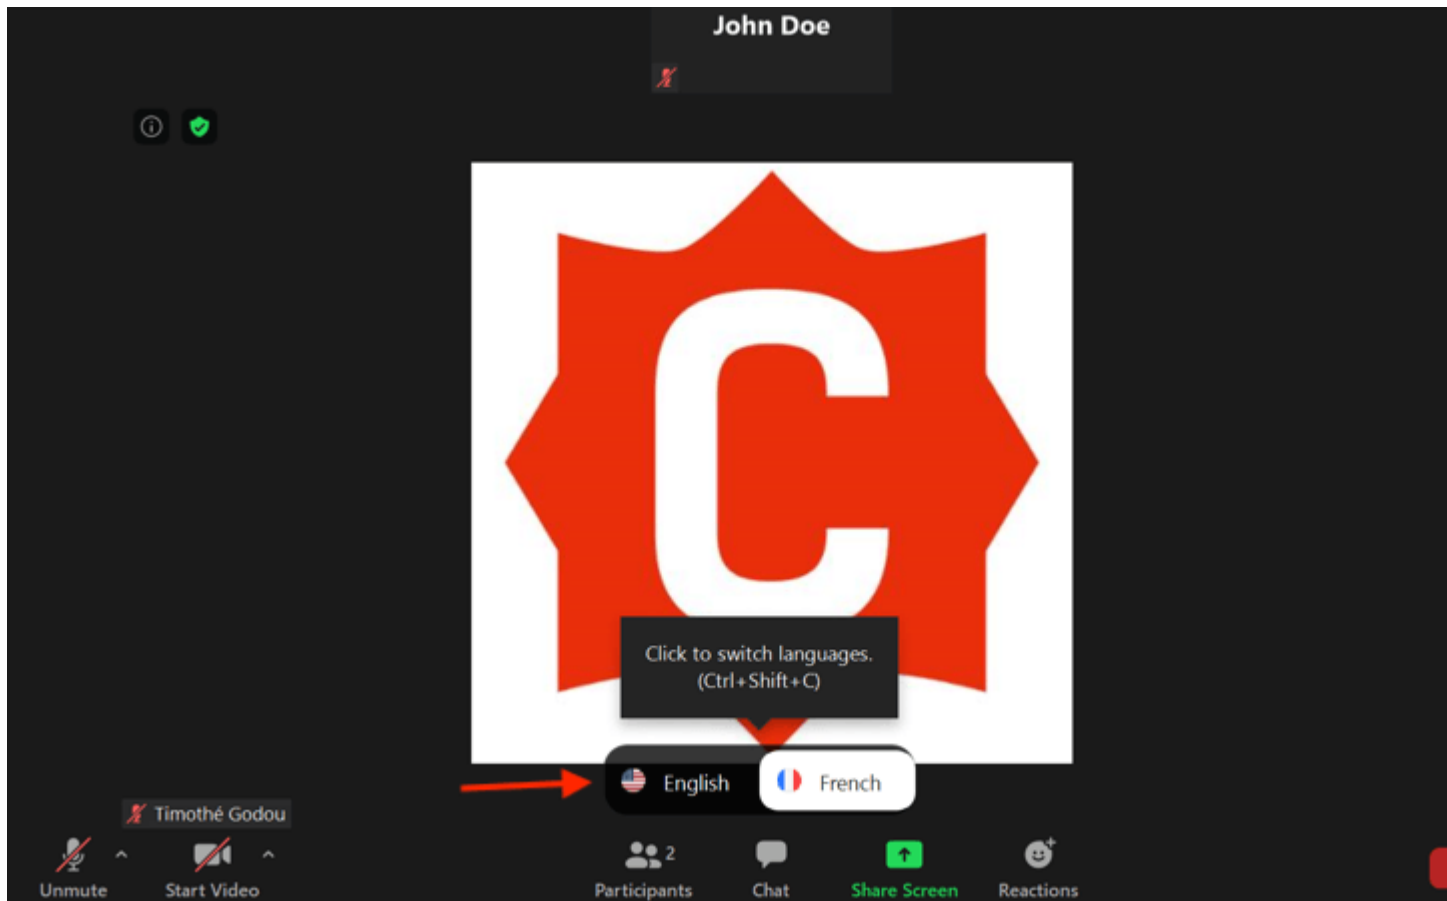 John Doe
C
Click to switch languages.
(Ctrl+Shift+C)
English French
Timothé Godou
2
Unmute Start Video Participants Chat Share Screen Reactions